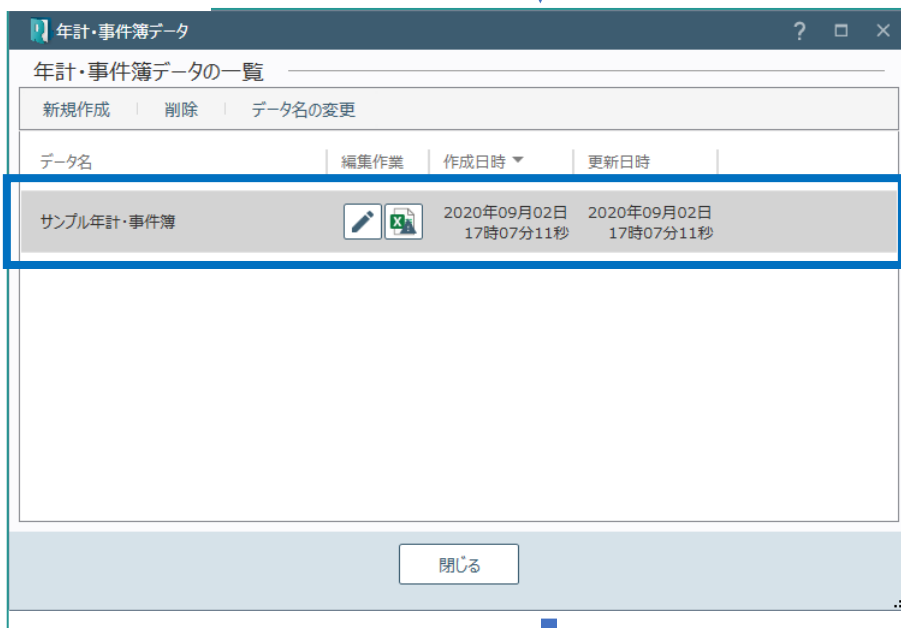 年計・事件簿データ ?
年計・事件簿データの一覧
新規作成 削除 データ名の変更
データ名 編集作業 作成日時 更新日時
サンプル年計・事件簿 2020年09月02日 2020年09月02日
17時07分11秒 17時07分11秒
閉じる